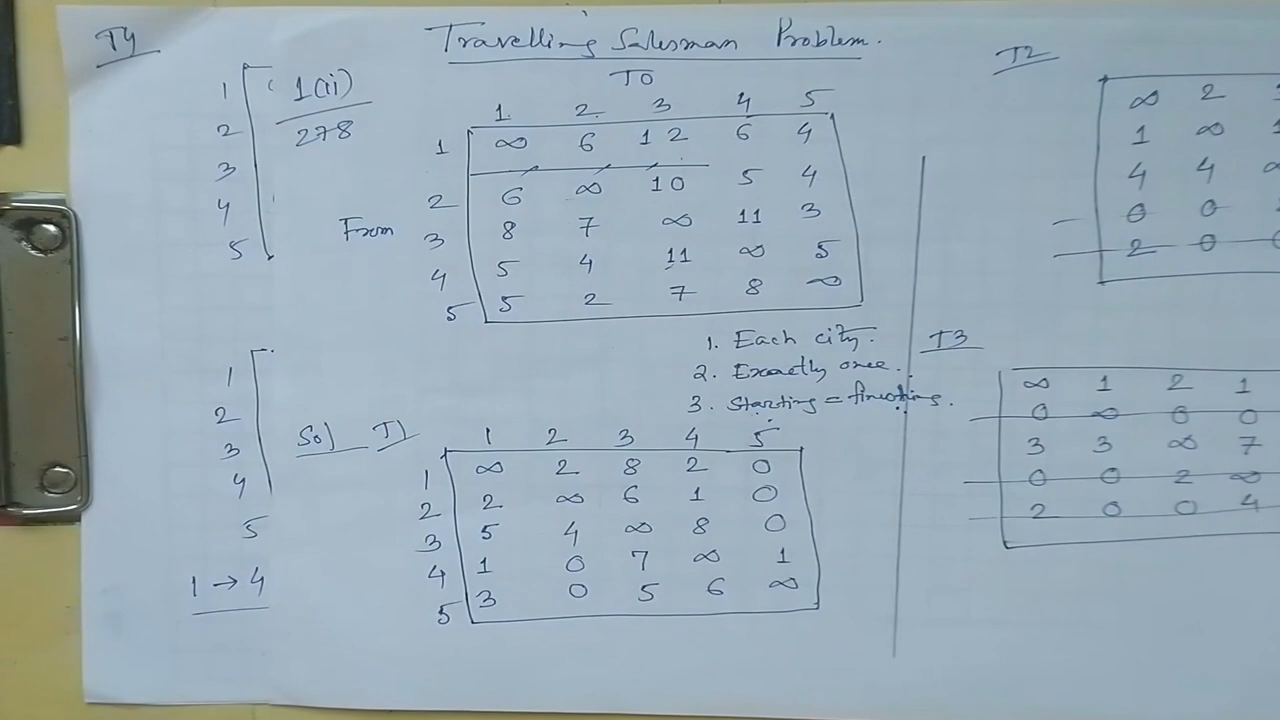 T4
Travelling Salesman Problem.
1(ii)
278
1
2
3
4
5
TO
1. 2. 3 4 5
From
1 ∞ 6 12 6 4
2 6 ∞ 10 5 4
3 8 7 ∞ 11 3
4 5 4 11 ∞ 5
5 5 2 7 8 ∞
1. Each city.
2. Exactly once.
3. Starting = finishing.
1
2
3
4
5
1 → 4
Sol T1
1 2 3 4 5
1 ∞ 2 8 2 0
2 2 ∞ 6 1 0
3 5 4 ∞ 8 0
4 1 0 7 ∞ 1
5 3 0 5 6 ∞
T2
∞ 2
1 ∞
4 4
0 0
2 0
T3
∞ 1 2 1
0 ∞ 0 0
3 3 ∞ 7
0 0 2 ∞
2 0 0 4